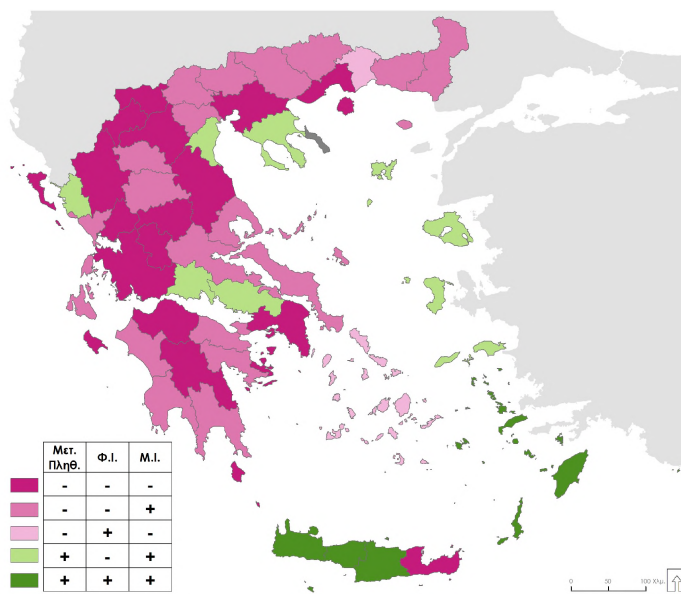 Μετ. Πληθ. Φ.Ι. Μ.Ι.
- - -
- - +
- + -
+ - +
+ + +
0 50 100 Χλμ.